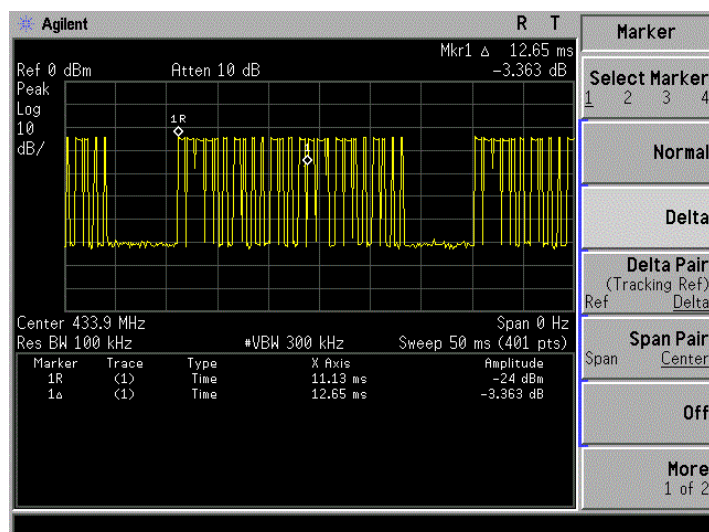 Agilent R T
Mkr1 Δ 12.65 ms
Ref 0 dBm Atten 10 dB -3.363 dB
Peak
Log
10
dB/
1R
1
Center 433.9 MHz Span 0 Hz
Res BW 100 kHz #VBW 300 kHz Sweep 50 ms (401 pts)
Marker Trace Type X Axis Amplitude
1R (1) Time 11.13 ms -24 dBm
1Δ (1) Time 12.65 ms -3.363 dB
Marker
Select Marker
1 2 3 4
Normal
Delta
Delta Pair
(Tracking Ref)
Ref Delta
Span Pair
Span Center
Off
More
1 of 2